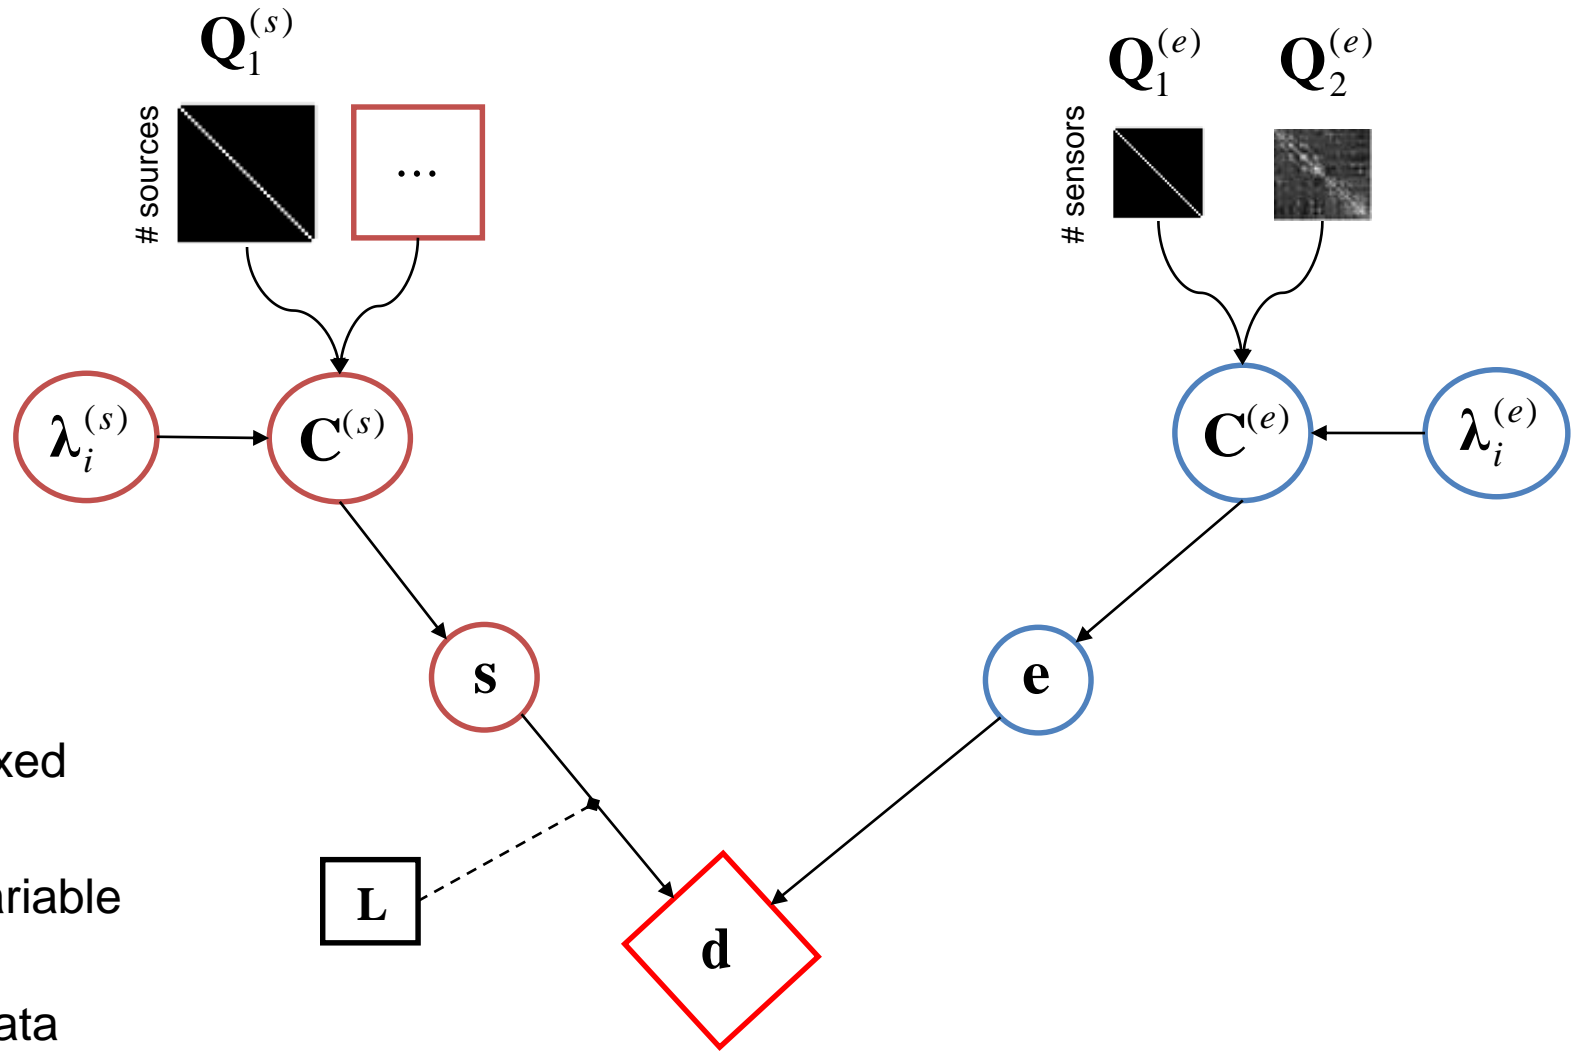 Q₁⁽ˢ⁾
Q₁⁽ᵉ⁾
Q₂⁽ᵉ⁾
# sources
...
# sensors
λᵢ⁽ˢ⁾
C⁽ˢ⁾
C⁽ᵉ⁾
λᵢ⁽ᵉ⁾
s
e
xed
ariable
L
d
ata